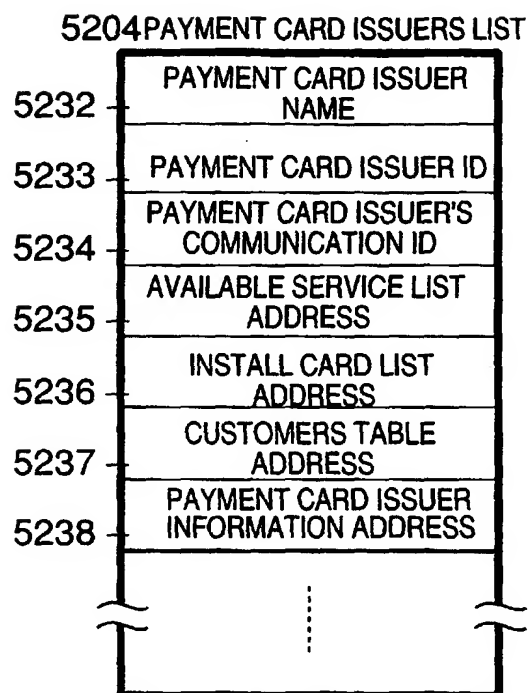 5204 PAYMENT CARD ISSUERS LIST
PAYMENT CARD ISSUER
5232 NAME
5233 PAYMENT CARD ISSUER ID
PAYMENT CARD ISSUER'S
5234 COMMUNICATION ID
AVAILABLE SERVICE LIST
5235 ADDRESS
INSTALL CARD LIST
5236 ADDRESS
CUSTOMERS TABLE
5237 ADDRESS
PAYMENT CARD ISSUER
5238 INFORMATION ADDRESS